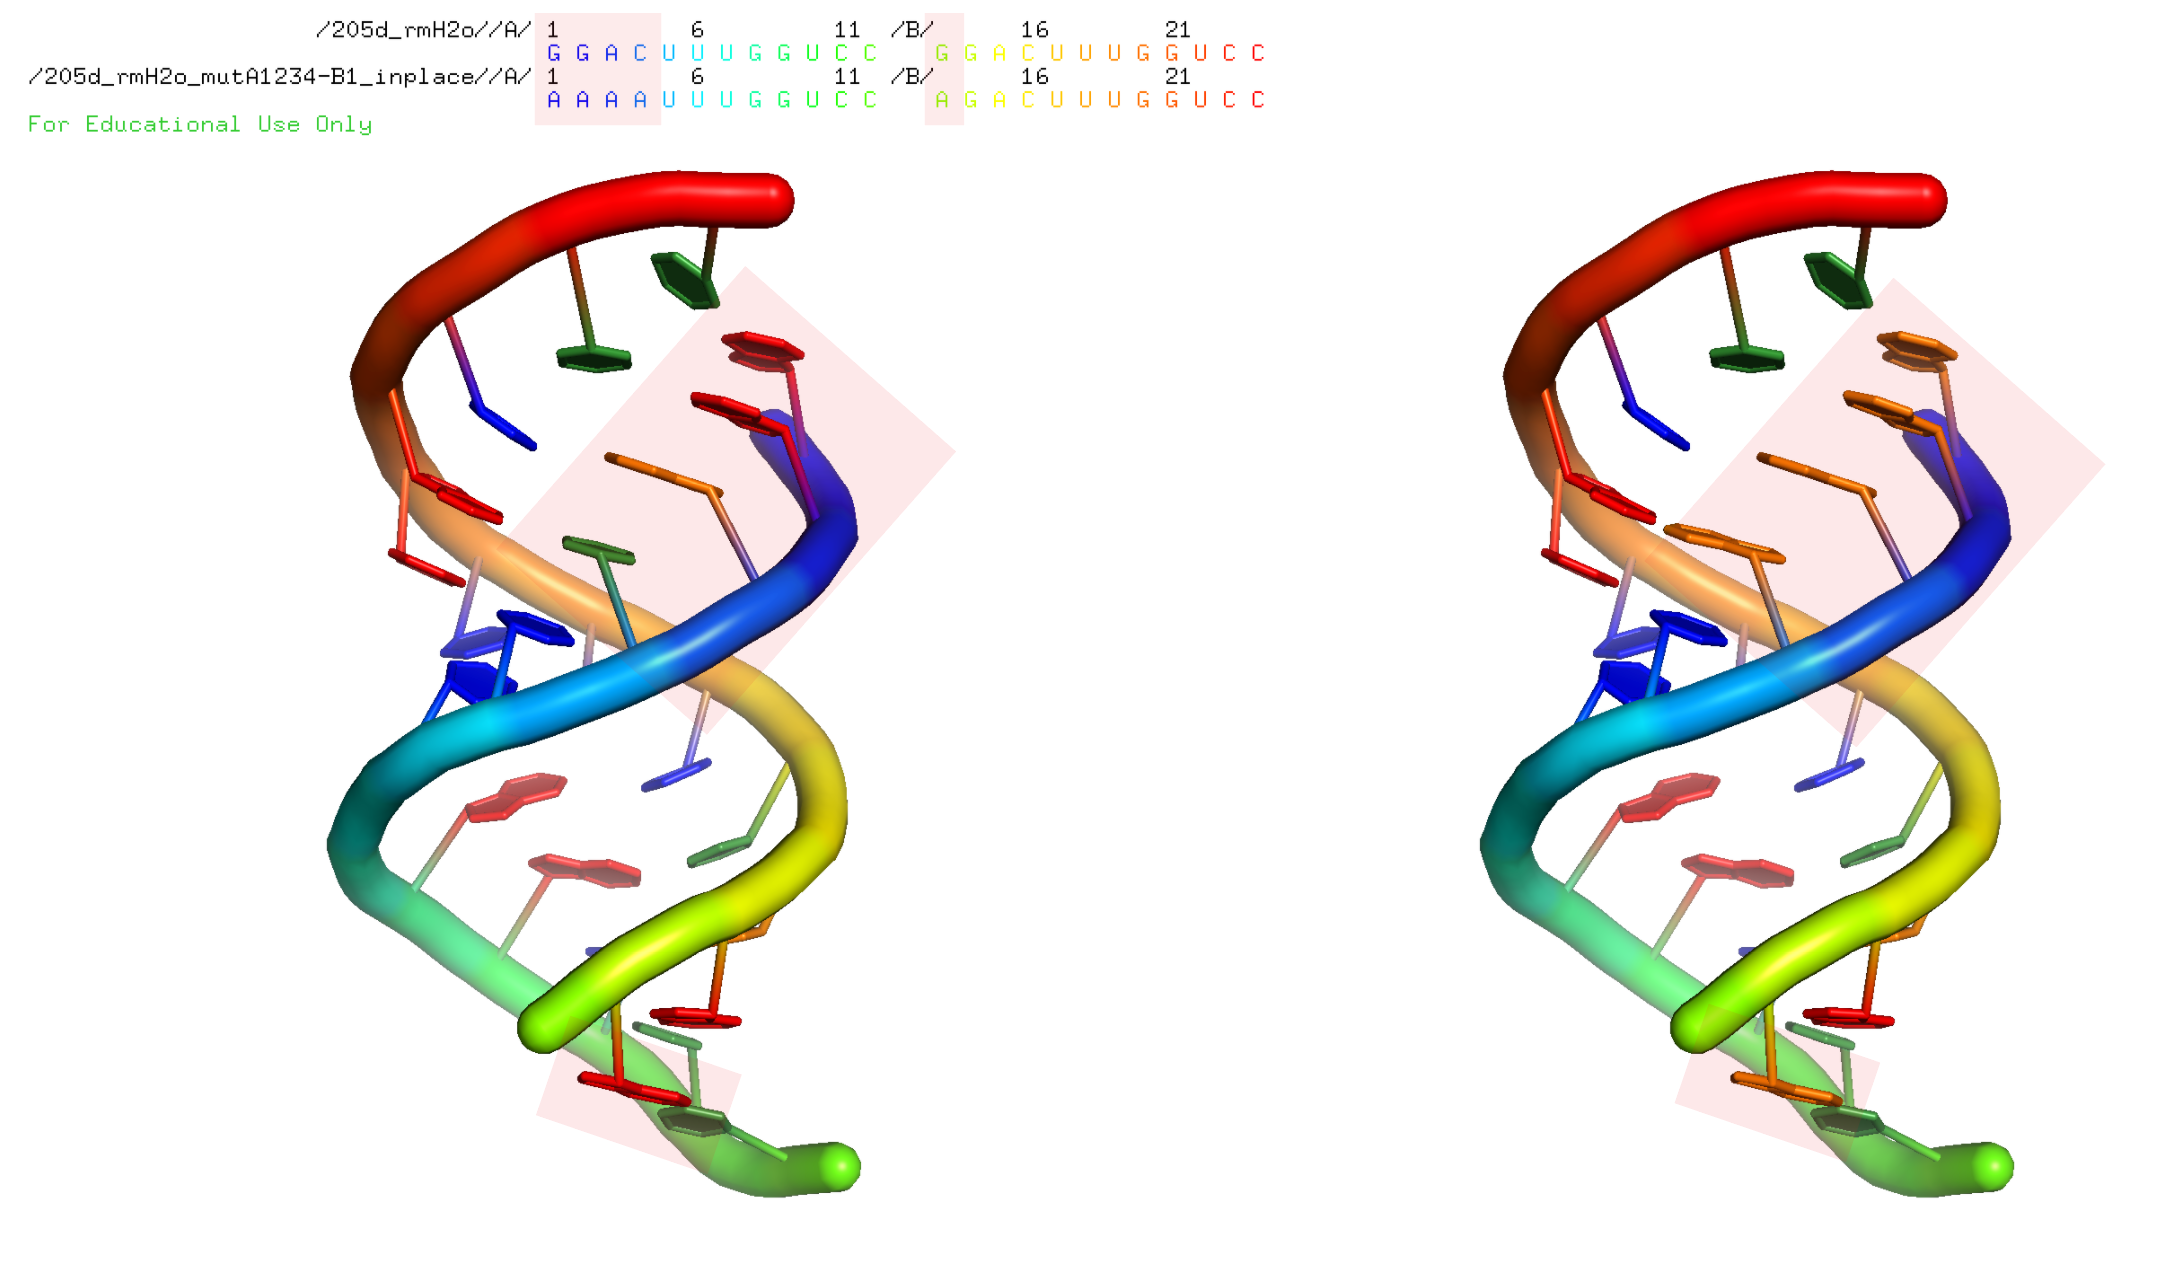 /205d_rmH2o//A/ 1 6 11 /B/ 16 21
G G A C U U U G G U C C G G A C U U U G G U C C
/205d_rmH2o_mutA1234-B1_inplace//A/ 1 6 11 /B/ 16 21
A A A A U U U G G U C C A G A C U U U G G U C C
For Educational Use Only